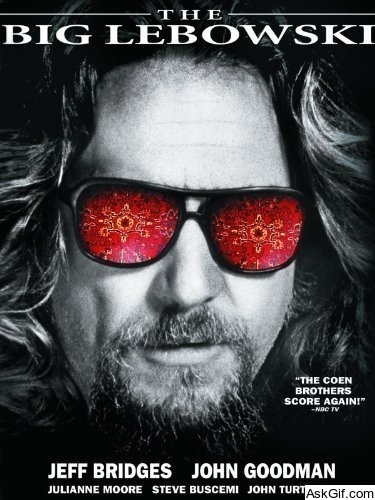 THE
BIG LEBOWSKI
"THE COEN
BROTHERS
SCORE AGAIN!"
–NBC TV
JEFF BRIDGES JOHN GOODMAN
JULIANNE MOORE STEVE BUSCEMI JOHN TURT
AskGif.com